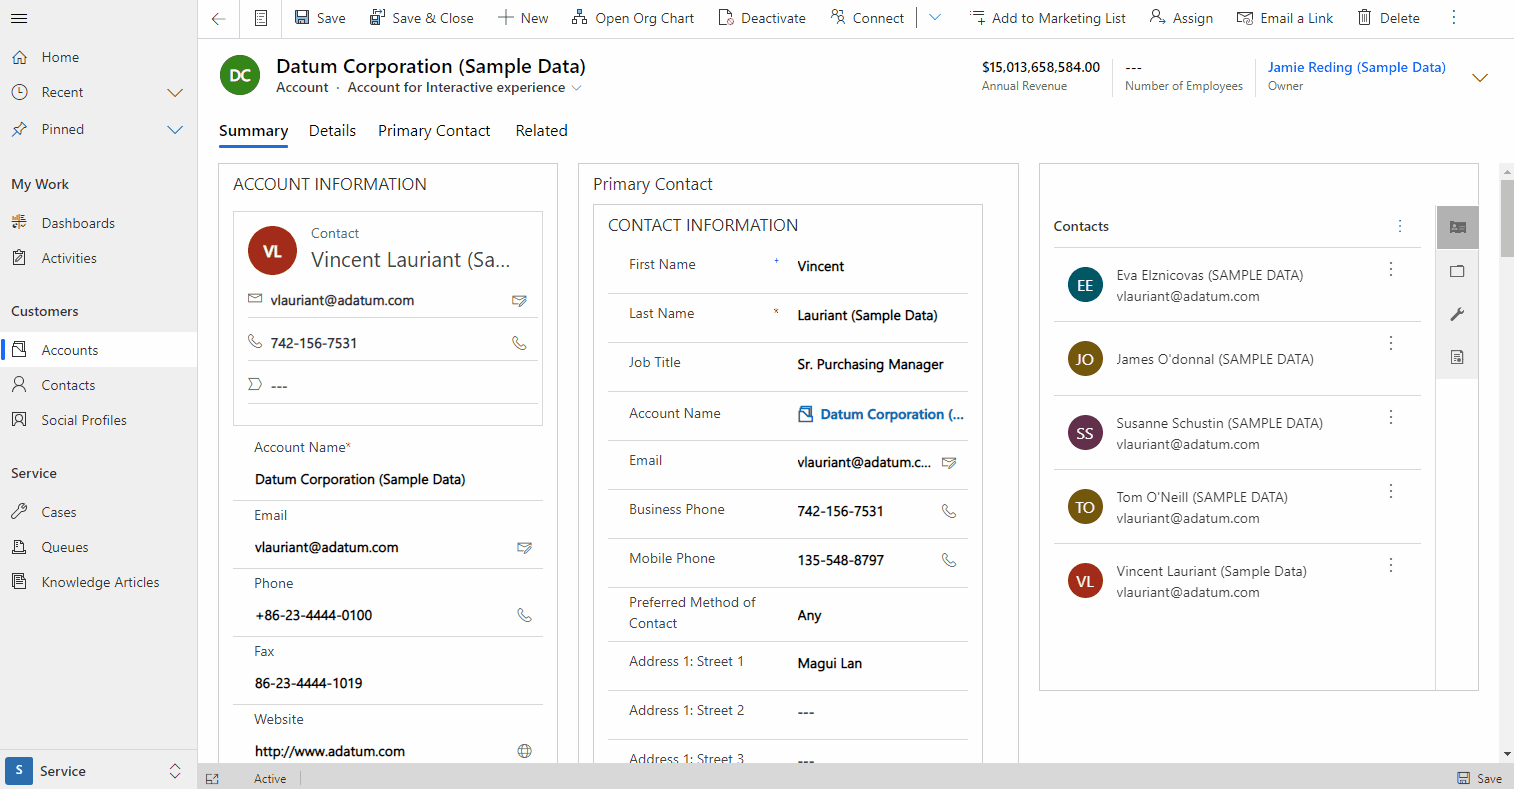 Save
Save & Close
New
Open Org Chart
Deactivate
Connect
Add to Marketing List
Assign
Email a Link
Delete
Home
Recent
Pinned
My Work
Dashboards
Activities
Customers
Accounts
Contacts
Social Profiles
Service
Cases
Queues
Knowledge Articles
S Service
DC
Datum Corporation (Sample Data)
Account · Account for Interactive experience
$15,013,658,584.00
Annual Revenue
---
Number of Employees
Jamie Reding (Sample Data)
Owner
Summary Details Primary Contact Related
ACCOUNT INFORMATION
VL
Contact
Vincent Lauriant (Sa...
vlauriant@adatum.com
742-156-7531
---
Account Name*
Datum Corporation (Sample Data)
Email
vlauriant@adatum.com
Phone
+86-23-4444-0100
Fax
86-23-4444-1019
Website
http://www.adatum.com
Primary Contact
CONTACT INFORMATION
First Name + Vincent
Last Name * Lauriant (Sample Data)
Job Title Sr. Purchasing Manager
Account Name Datum Corporation (...
Email vlauriant@adatum.c...
Business Phone 742-156-7531
Mobile Phone 135-548-8797
Preferred Method of
Contact
Any
Address 1: Street 1 Magui Lan
Address 1: Street 2 ---
Address 1: Street 3 ---
Contacts
EE
Eva Elznicovas (SAMPLE DATA)
vlauriant@adatum.com
JO
James O'donnal (SAMPLE DATA)
SS
Susanne Schustin (SAMPLE DATA)
vlauriant@adatum.com
TO
Tom O'Neill (SAMPLE DATA)
vlauriant@adatum.com
VL
Vincent Lauriant (Sample Data)
vlauriant@adatum.com
Active
Save